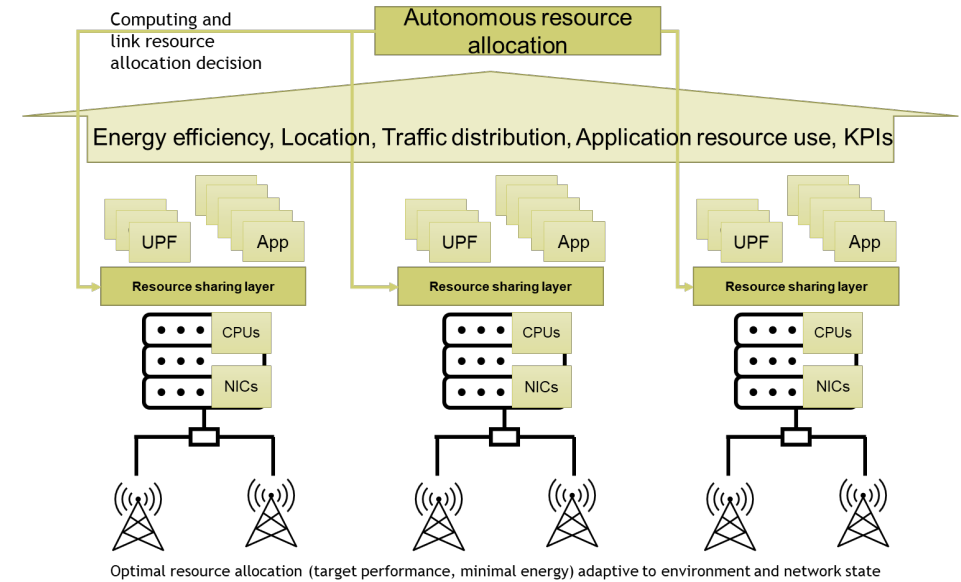 Computing and
link resource
allocation decision
Autonomous resource
allocation
Energy efficiency, Location, Traffic distribution, Application resource use, KPIs
UPF
App
UPF
App
UPF
App
Resource sharing layer
Resource sharing layer
Resource sharing layer
CPUs
CPUs
CPUs
NICs
NICs
NICs
Optimal resource allocation (target performance, minimal energy) adaptive to environment and network state